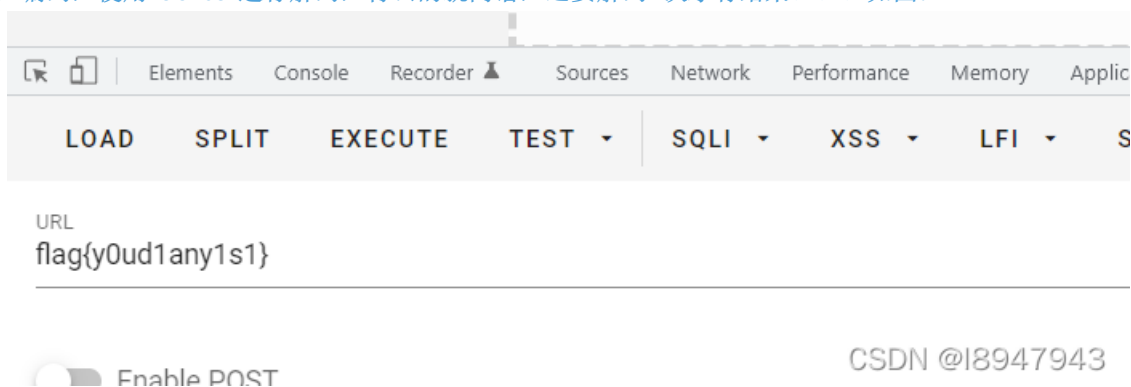 Elements Console Recorder Sources Network Performance Memory Applic
LOAD SPLIT EXECUTE TEST SQLI XSS LFI S
URL
flag{y0ud1any1s1}
Enable POST
CSDN @l8947943